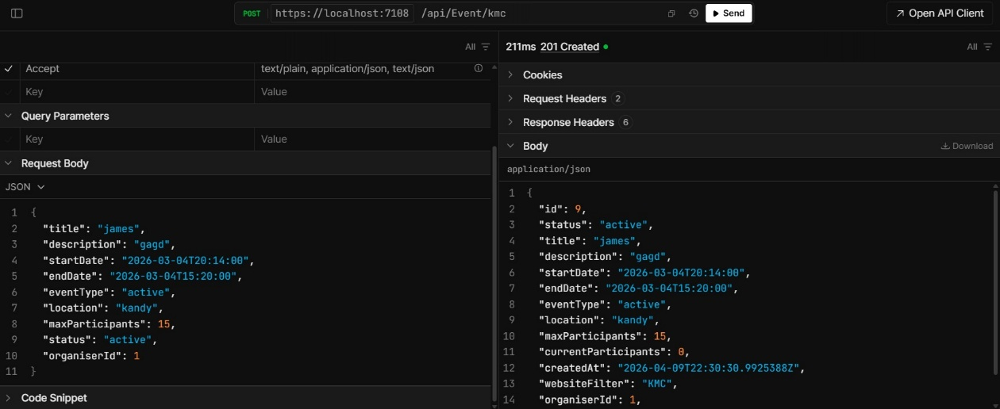 POST https://localhost:7108 /api/Event/kmc Send Open API Client
All
Accept text/plain, application/json, text/json
Key Value
Query Parameters
Key Value
Request Body
JSON
1 {
2 "title": "james",
3 "description": "gagd",
4 "startDate": "2026-03-04T20:14:00",
5 "endDate": "2026-03-04T15:20:00",
6 "eventType": "active",
7 "location": "kandy",
8 "maxParticipants": 15,
9 "status": "active",
10 "organiserId": 1
11 }
Code Snippet
211ms 201 Created All
Cookies
Request Headers 2
Response Headers 6
Body Download
application/json
1 {
2 "id": 9,
3 "status": "active",
4 "title": "james",
5 "description": "gagd",
6 "startDate": "2026-03-04T20:14:00",
7 "endDate": "2026-03-04T15:20:00",
8 "eventType": "active",
9 "location": "kandy",
10 "maxParticipants": 15,
11 "currentParticipants": 0,
12 "createdAt": "2026-04-09T22:30:30.9925388Z",
13 "websiteFilter": "KMC",
14 "organiserId": 1,